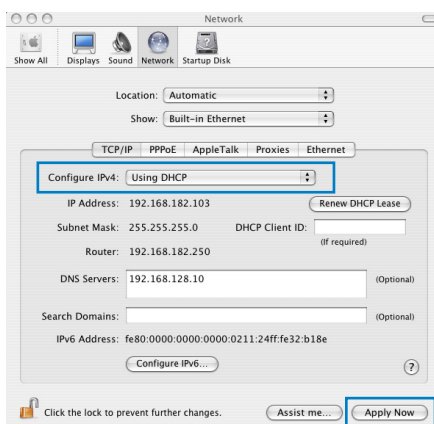 Network
Show All Displays Sound Network Startup Disk
Location: Automatic
Show: Built-in Ethernet
TCP/IP PPPoE AppleTalk Proxies Ethernet
Configure IPv4: Using DHCP
IP Address: 192.168.182.103 Renew DHCP Lease
Subnet Mask: 255.255.255.0 DHCP Client ID:
(If required)
Router: 192.168.182.250
DNS Servers: 192.168.128.10 (Optional)
Search Domains: (Optional)
IPv6 Address: fe80:0000:0000:0000:0211:24ff:fe32:b18e
Configure IPv6...
?
Click the lock to prevent further changes. Assist me... Apply Now